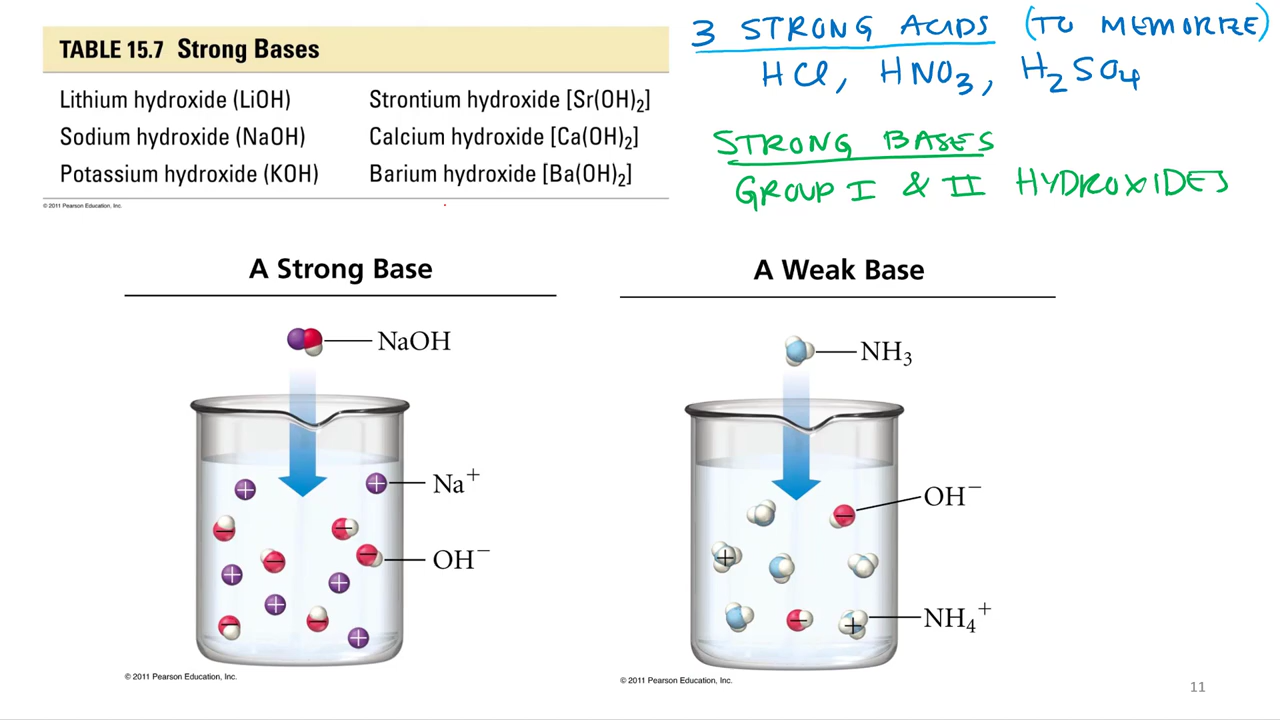 TABLE 15.7 Strong Bases
Lithium hydroxide (LiOH)
Strontium hydroxide [Sr(OH)₂]
Sodium hydroxide (NaOH)
Calcium hydroxide [Ca(OH)₂]
Potassium hydroxide (KOH)
Barium hydroxide [Ba(OH)₂]
© 2011 Pearson Education, Inc.
3 STRONG ACIDS (TO MEMORIZE)
HCl, HNO₃, H₂SO₄
STRONG BASES
GROUP I & II HYDROXIDES
A Strong Base
NaOH
Na⁺
OH⁻
© 2011 Pearson Education, Inc.
A Weak Base
NH₃
OH⁻
NH₄⁺
© 2011 Pearson Education, Inc.
11